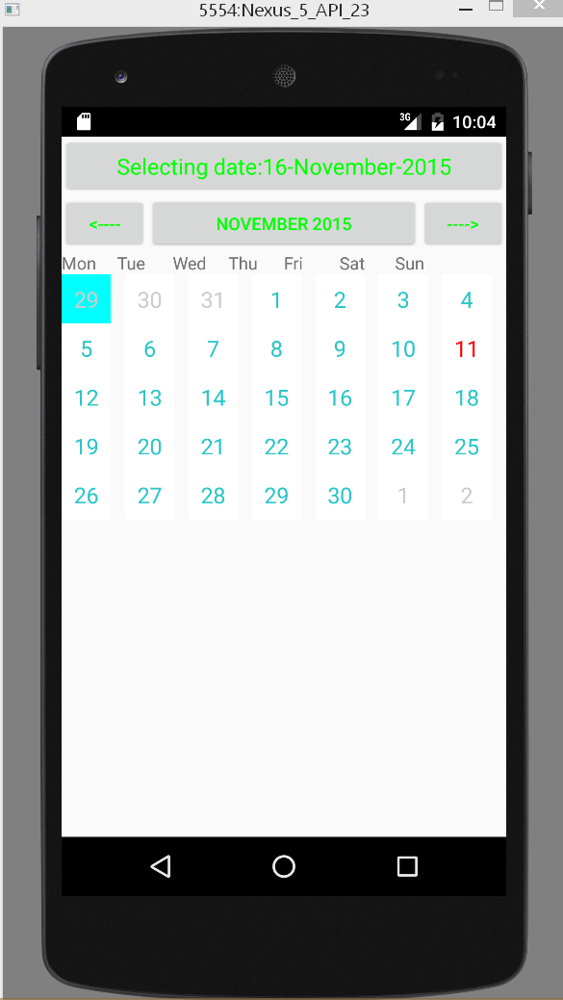 5554:Nexus_5_API_23
3G 10:04
Selecting date:16-November-2015
<---- NOVEMBER 2015 ---->
Mon Tue Wed Thu Fri Sat Sun
29 30 31 1 2 3 4
5 6 7 8 9 10 11
12 13 14 15 16 17 18
19 20 21 22 23 24 25
26 27 28 29 30 1 2